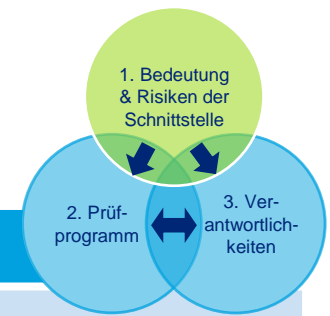 1. Bedeutung
& Risiken der
Schnittstelle
2. Prüf-
programm
3. Ver-
antwortlich-
keiten